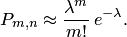 P_{m,n} ≈ \frac{λ^m}{m!} e^{-λ}.